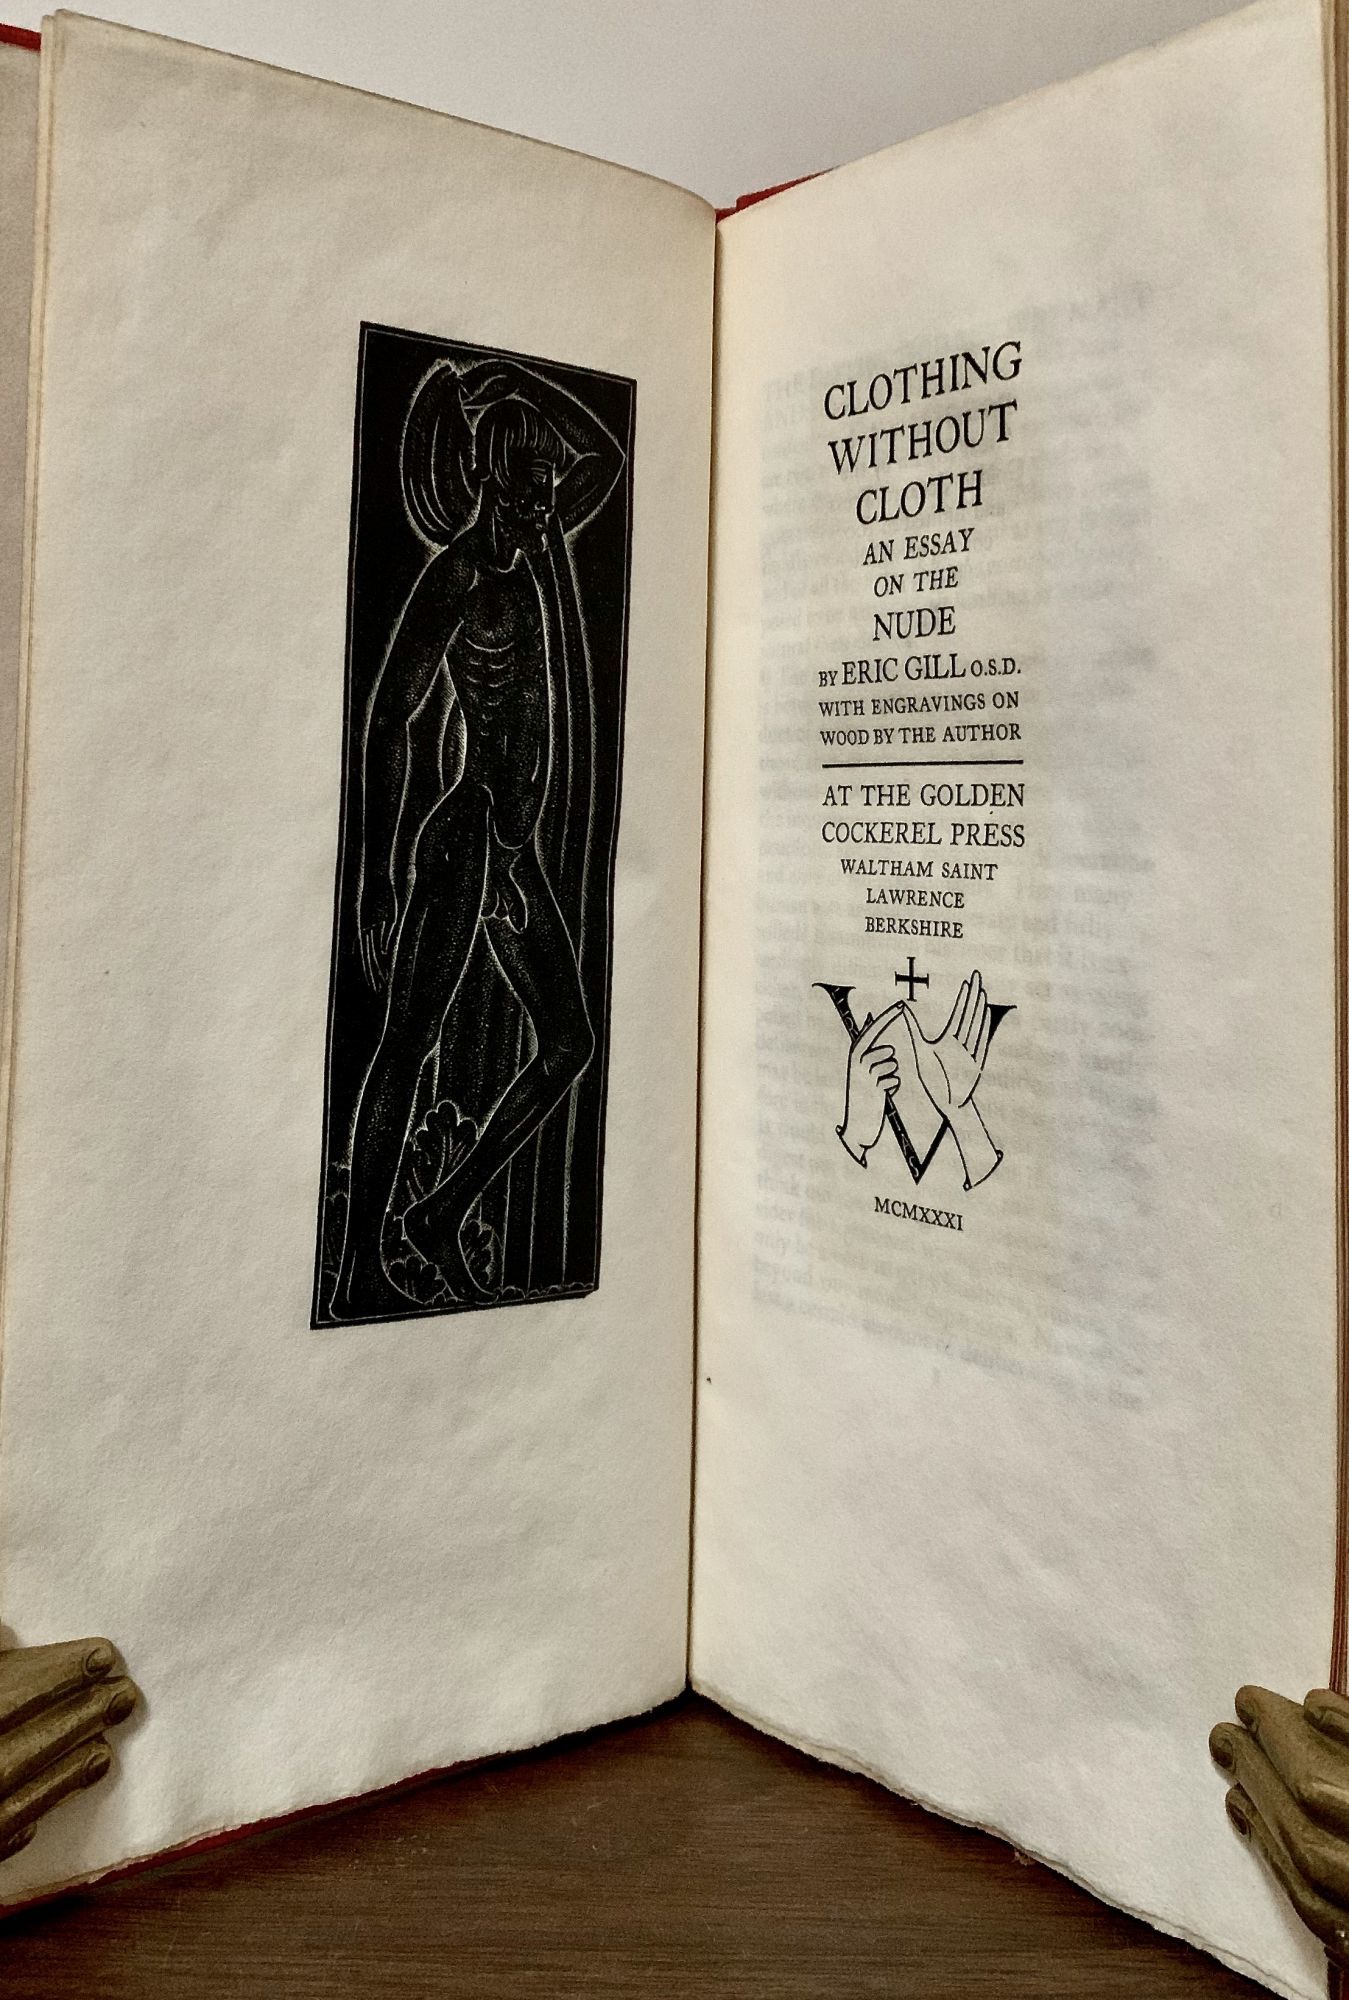 CLOTHING
WITHOUT
CLOTH
AN ESSAY
ON THE
NUDE
BY ERIC GILL O.S.D.
WITH ENGRAVINGS ON
WOOD BY THE AUTHOR
AT THE GOLDEN
COCKEREL PRESS
WALTHAM SAINT
LAWRENCE
BERKSHIRE
MCMXXXI